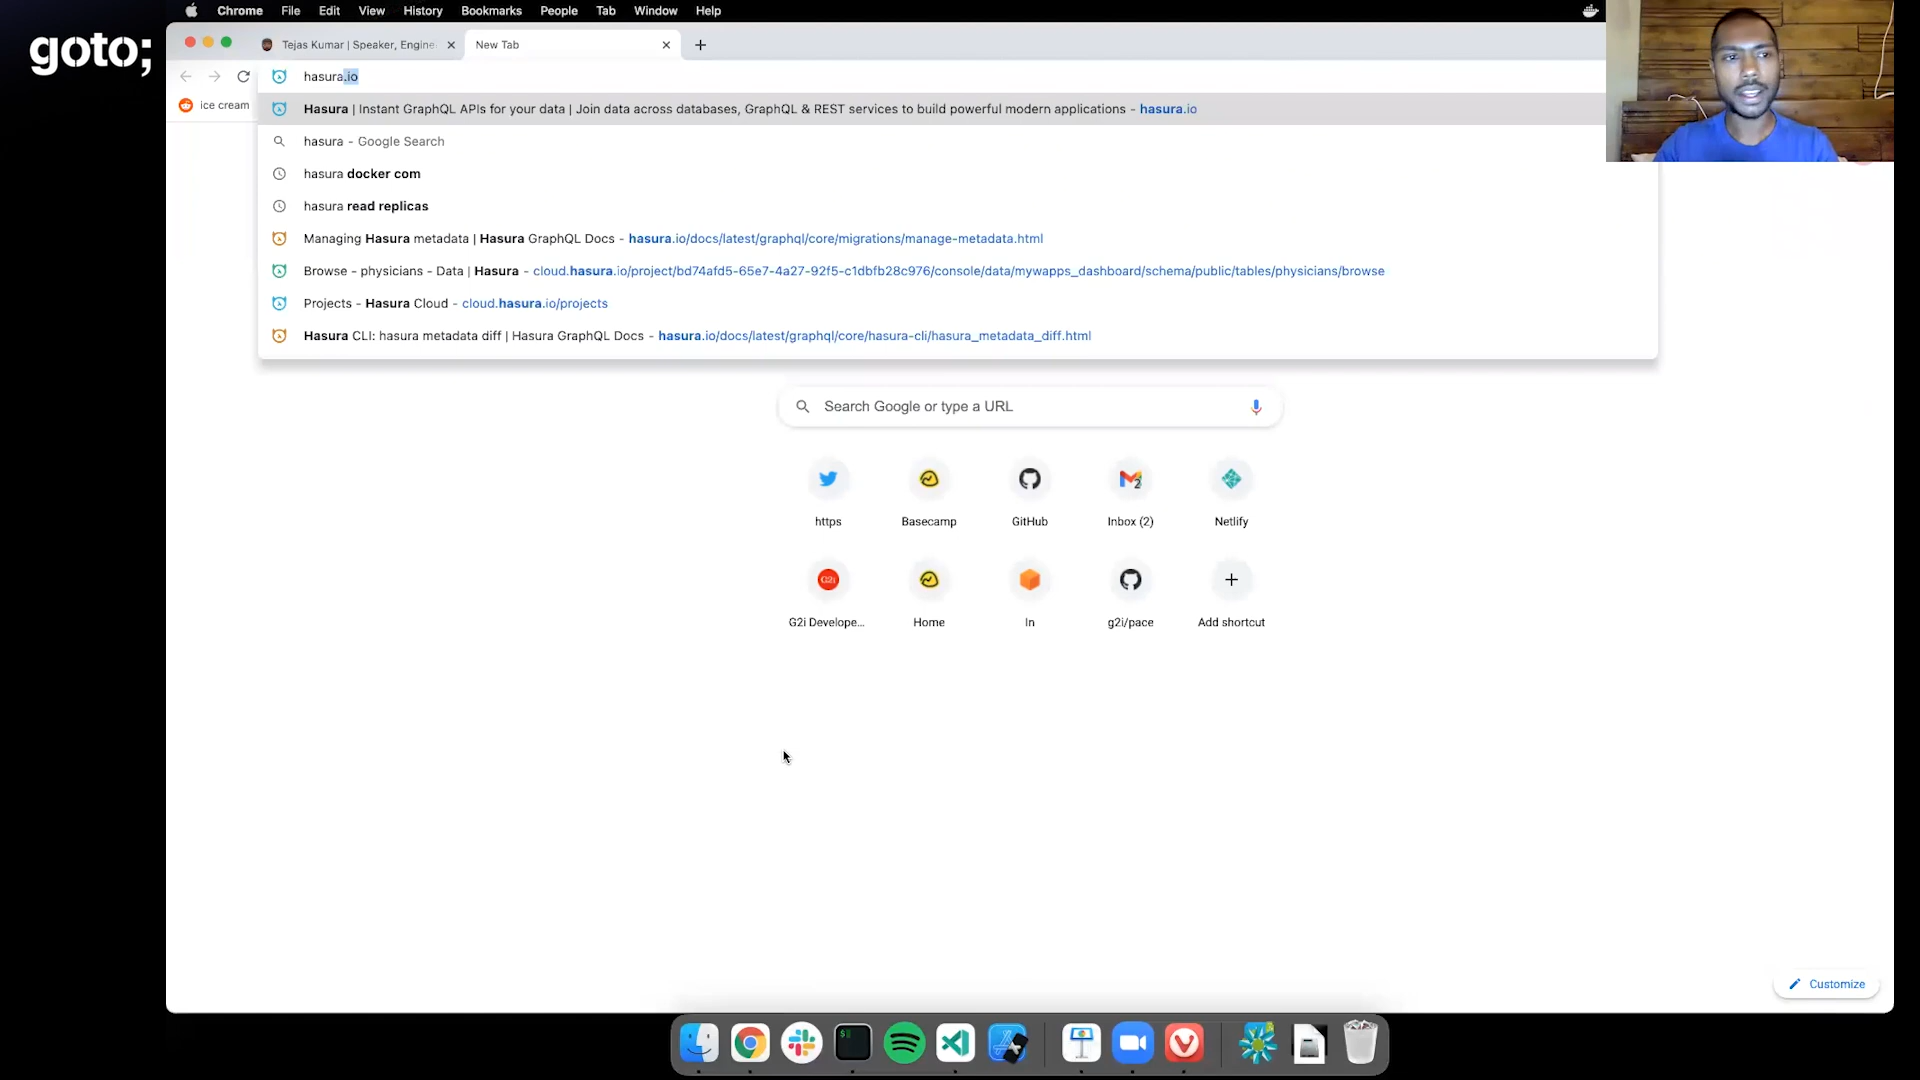 goto;
Chrome File Edit View History Bookmarks People Tab Window Help
Tejas Kumar | Speaker, Engine
New Tab
hasura.io
ice cream
Hasura | Instant GraphQL APIs for your data | Join data across databases, GraphQL & REST services to build powerful modern applications - hasura.io
hasura - Google Search
hasura docker com
hasura read replicas
Managing Hasura metadata | Hasura GraphQL Docs - hasura.io/docs/latest/graphql/core/migrations/manage-metadata.html
Browse - physicians - Data | Hasura - cloud.hasura.io/project/bd74afd5-65e7-4a27-92f5-c1dbfb28c976/console/data/mywapps_dashboard/schema/public/tables/physicians/browse
Projects - Hasura Cloud - cloud.hasura.io/projects
Hasura CLI: hasura metadata diff | Hasura GraphQL Docs - hasura.io/docs/latest/graphql/core/hasura-cli/hasura_metadata_diff.html
Search Google or type a URL
2
https Basecamp GitHub Inbox (2) Netlify
G2i
G2i Develope... Home In g2i/pace Add shortcut
Customize
$